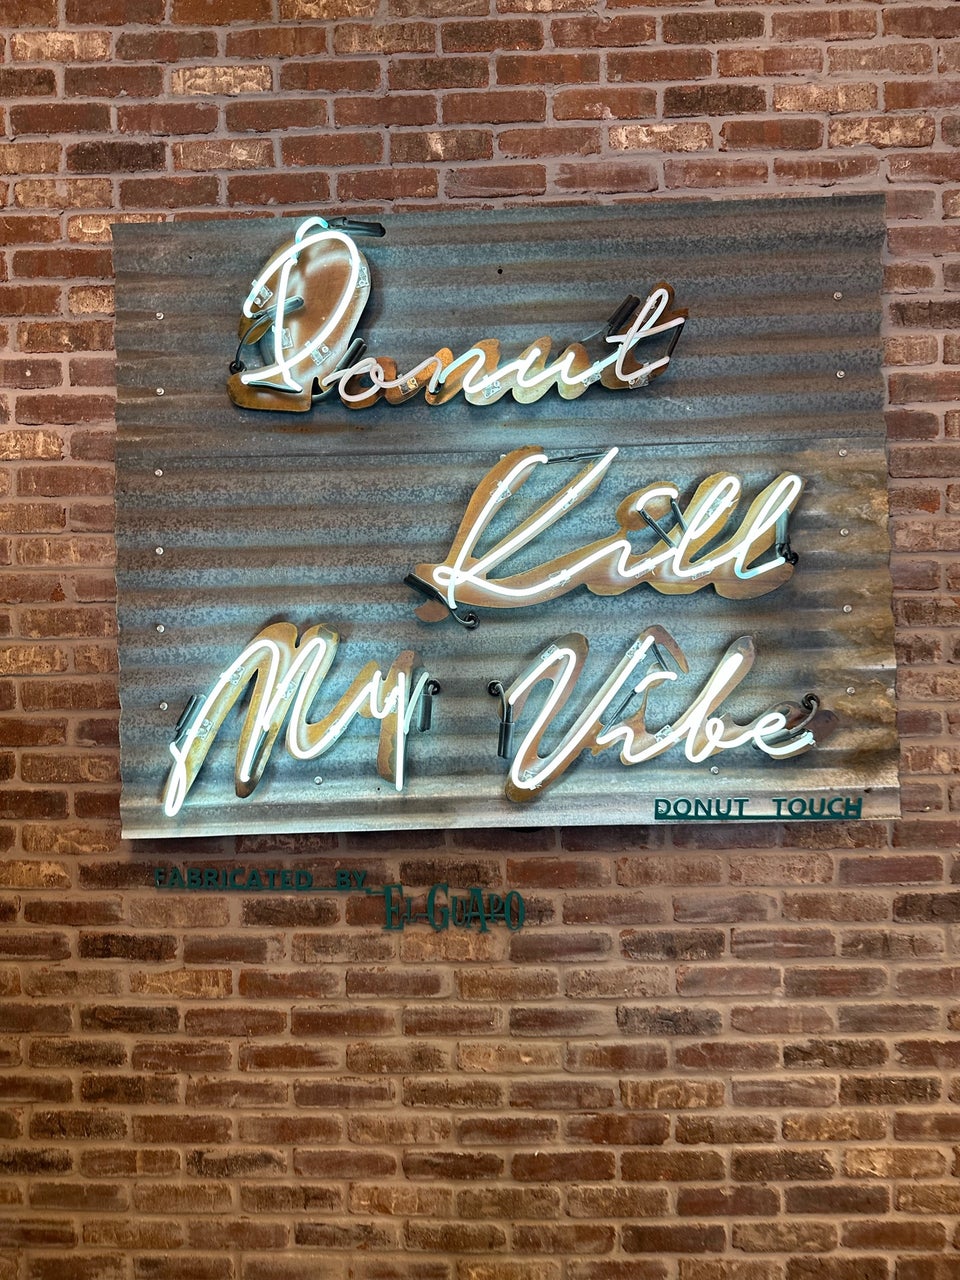 Donut
Kill
My Vibe
DONUT TOUCH
FABRICATED BY
EL GUAPO